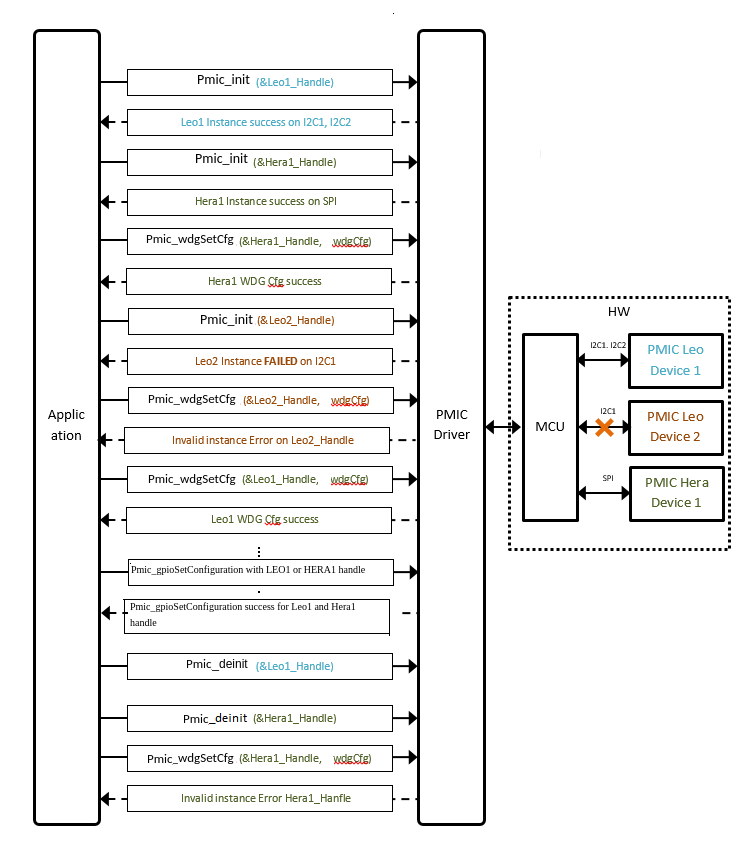 Pmic_init (&Leo1_Handle)
Leo1 Instance success on I2C1, I2C2
Pmic_init (&Hera1_Handle)
Hera1 Instance success on SPI
Pmic_wdgSetCfg (&Hera1_Handle, wdgCfg)
Hera1 WDG Cfg success
Pmic_init (&Leo2_Handle)
Leo2 Instance FAILED on I2C1
Pmic_wdgSetCfg (&Leo2_Handle, wdgCfg)
Invalid instance Error on Leo2_Handle
Pmic_wdgSetCfg (&Leo1_Handle, wdgCfg)
Leo1 WDG Cfg success
Pmic_gpioSetConfiguration with LEO1 or HERA1 handle
Pmic_gpioSetConfiguration success for Leo1 and Hera1
handle
Pmic_deinit (&Leo1_Handle)
Pmic_deinit (&Hera1_Handle)
Pmic_wdgSetCfg (&Hera1_Handle, wdgCfg)
Invalid instance Error Hera1_Hanfle
Applic
ation
PMIC
Driver
HW
MCU
I2C1. I2C2
PMIC Leo
Device 1
I2C1
PMIC Leo
Device 2
SPI
PMIC Hera
Device 1